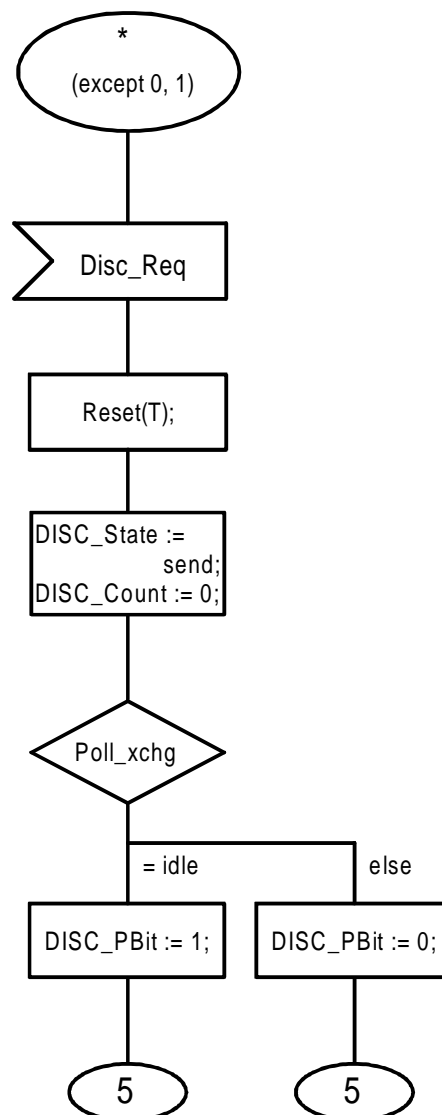 *
(except 0, 1)
Disc_Req
Reset(T);
DISC_State :=
send;
DISC_Count := 0;
Poll_xchg
= idle
else
DISC_PBit := 1;
DISC_PBit := 0;
5
5